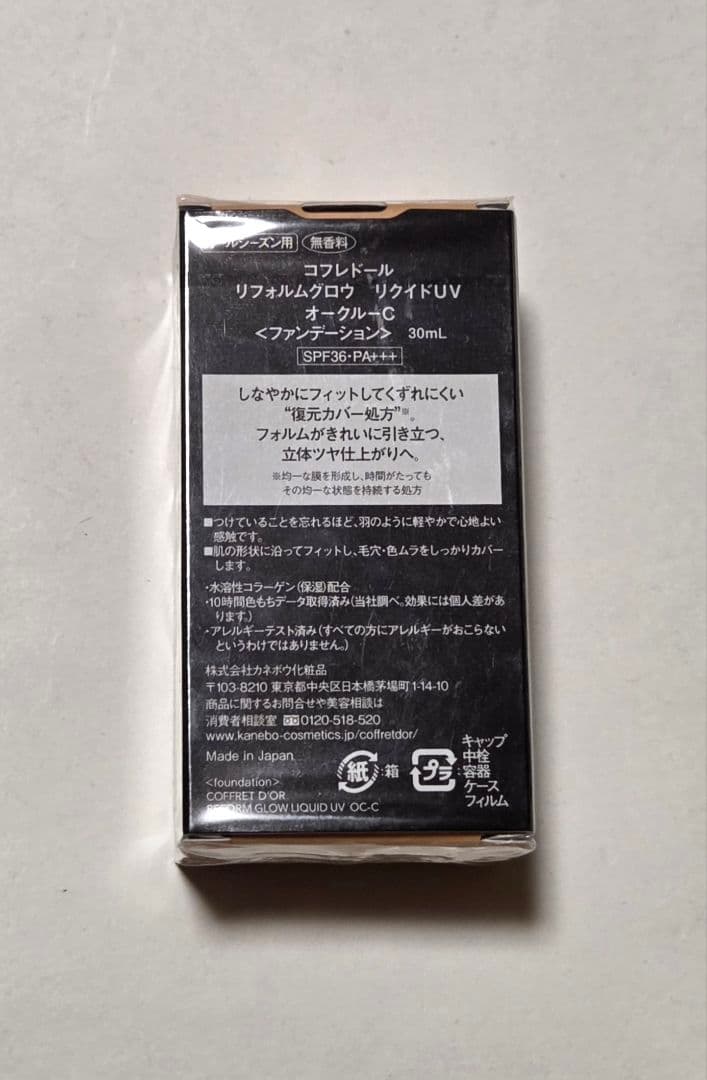 ルシーズン用 無香料
コフレドール
リフォルムグロウ リクイドUV
オークル−C
＜ファンデーション＞ 30mL
SPF36・PA+++
しなやかにフィットしてくずれにくい
“復元カバー処方”※。
フォルムがきれいに引き立つ、
立体ツヤ仕上がりへ。
※均一な膜を形成し、時間がたっても
その均一な状態を持続する処方
■つけていることを忘れるほど、羽のように軽やかで心地よい
感触です。
■肌の形状に沿ってフィットし、毛穴・色ムラをしっかりカバー
します。
・水溶性コラーゲン(保湿)配合
・10時間色もちデータ取得済み(当社調べ。効果には個人差があ
ります。)
・アレルギーテスト済み(すべての方にアレルギーがおこらない
というわけではありません。)
株式会社カネボウ化粧品
〒103-8210 東京都中央区日本橋茅場町1-14-10
商品に関するお問合せや美容相談は
消費者相談室 0120-518-520
www.kanebo-cosmetics.jp/coffretdor/
Made in Japan
紙:箱
プラ:
キャップ
中栓
容器
ケース
フィルム
<foundation>
COFFRET D'OR
REFORM GLOW LIQUID UV OC-C